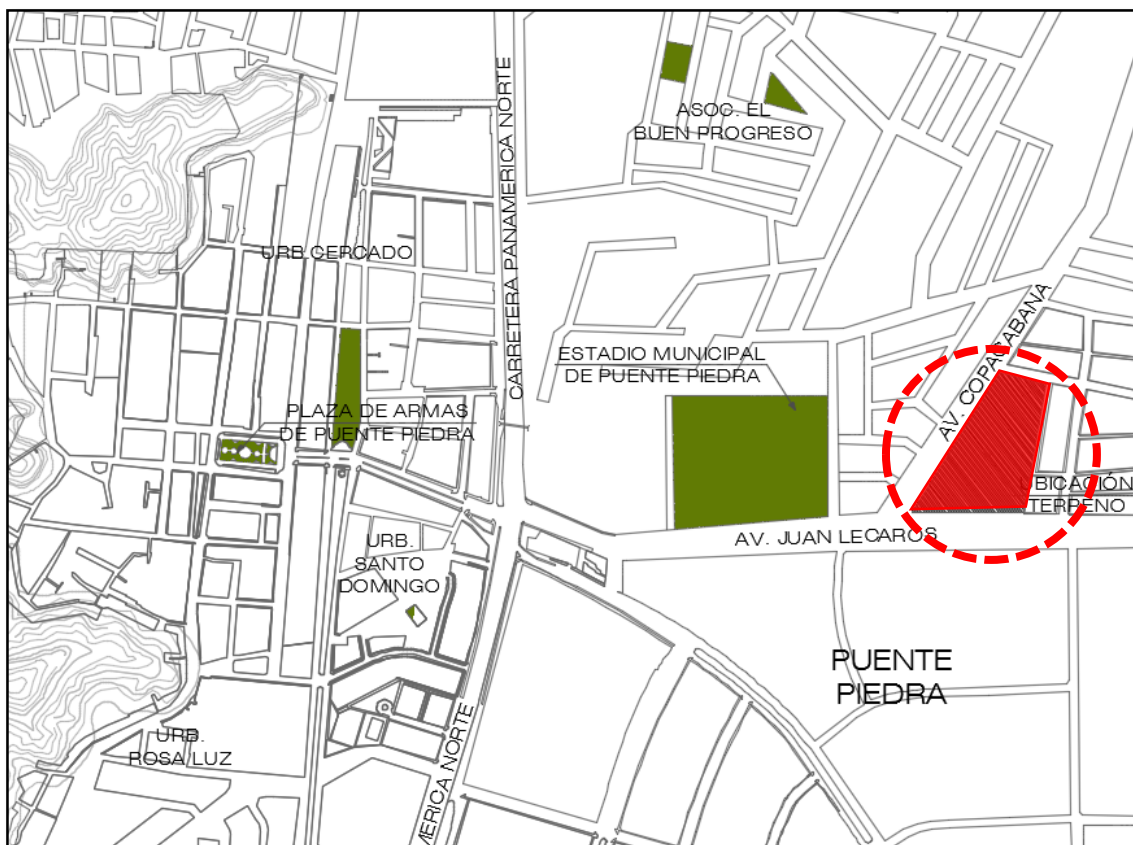 ASOC. EL
BUEN PROGRESO
CARRETERA PANAMERICA NORTE
URB.CERCADO
AV. COPACABANA
ESTADIO MUNICIPAL
DE PUENTE PIEDRA
PLAZA DE ARMAS
DE PUENTE PIEDRA
UBICACIÓN
TERRENO
AV. JUAN LECAROS
URB.
SANTO
DOMINGO
PUENTE
PIEDRA
URB.
ROSA LUZ
MERICA NORTE